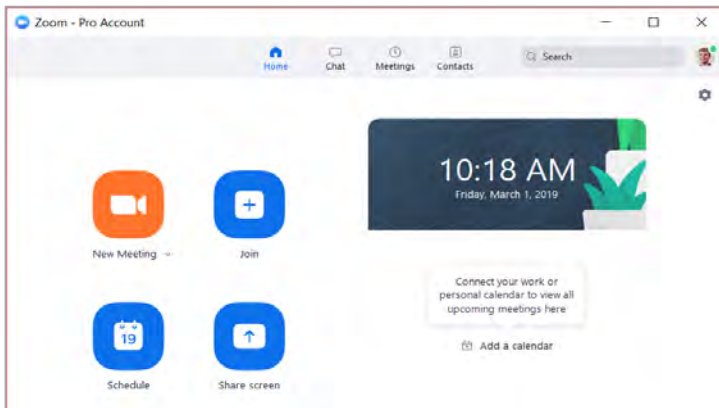 Zoom - Pro Account
Home
Chat
Meetings
Contacts
Search
10:18 AM
Friday, March 1, 2019
New Meeting
Join
Connect your work or
personal calendar to view all
upcoming meetings here
19
Add a calendar
Schedule
Share screen